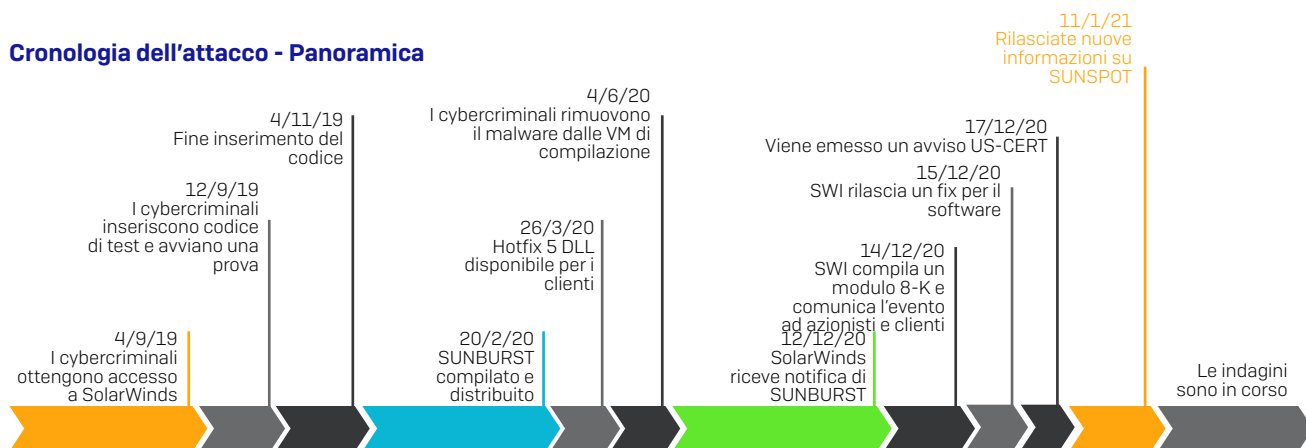 Cronologia dell'attacco - Panoramica
4/9/19
I cybercriminali
ottengono accesso
a SolarWinds
12/9/19
I cybercriminali
inseriscono codice
di test e avviano una
prova
4/11/19
Fine inserimento del
codice
20/2/20
SUNBURST
compilato e
distribuito
26/3/20
Hotfix 5 DLL
disponibile per i
clienti
4/6/20
I cybercriminali rimuovono
il malware dalle VM di
compilazione
12/12/20
SolarWinds
riceve notifica di
SUNBURST
14/12/20
SWI compila un
modulo 8-K e
comunica l'evento
ad azionisti e clienti
15/12/20
SWI rilascia un fix per il
software
17/12/20
Viene emesso un avviso US-CERT
11/1/21
Rilasciate nuove
informazioni su
SUNSPOT
Le indagini
sono in corso